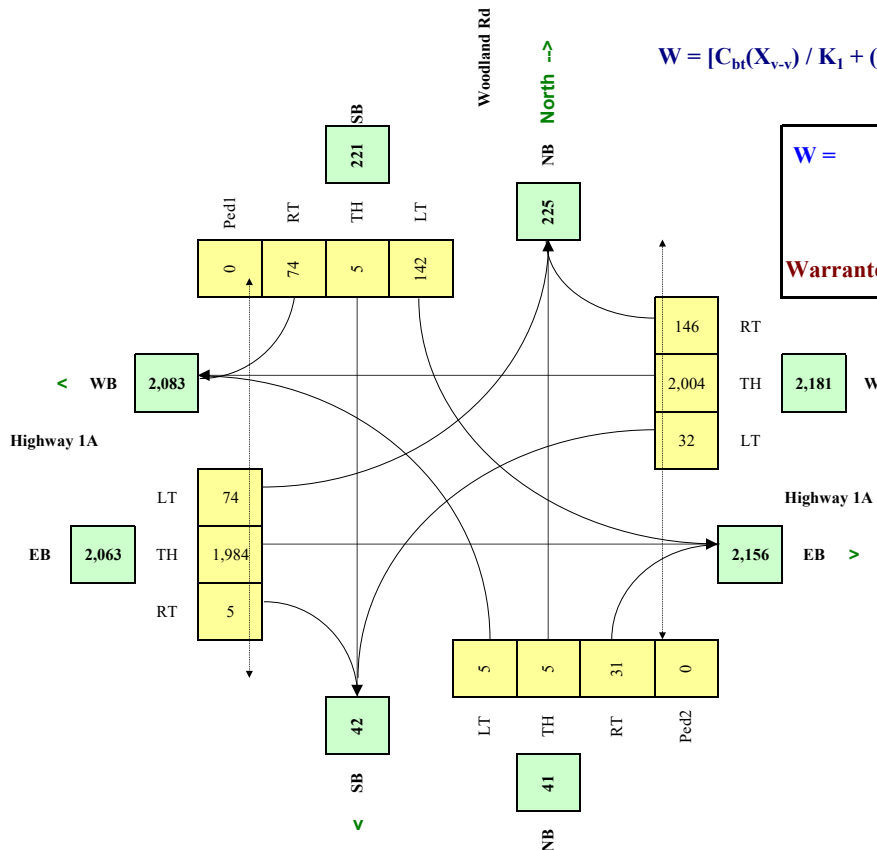 Woodland Rd
North -->
W = [C_bt(X_v-v) / K_1 + (
SB
221
NB
225
W =
Warrante
Ped1 RT TH LT
0 74 5 142
146 RT
< WB 2,083
2,004 TH 2,181 W
32 LT
Highway 1A
LT 74
Highway 1A
EB 2,063 TH 1,984
2,156 EB >
RT 5
5 5 31 0
LT TH RT Ped2
42
SB
v
41
NB